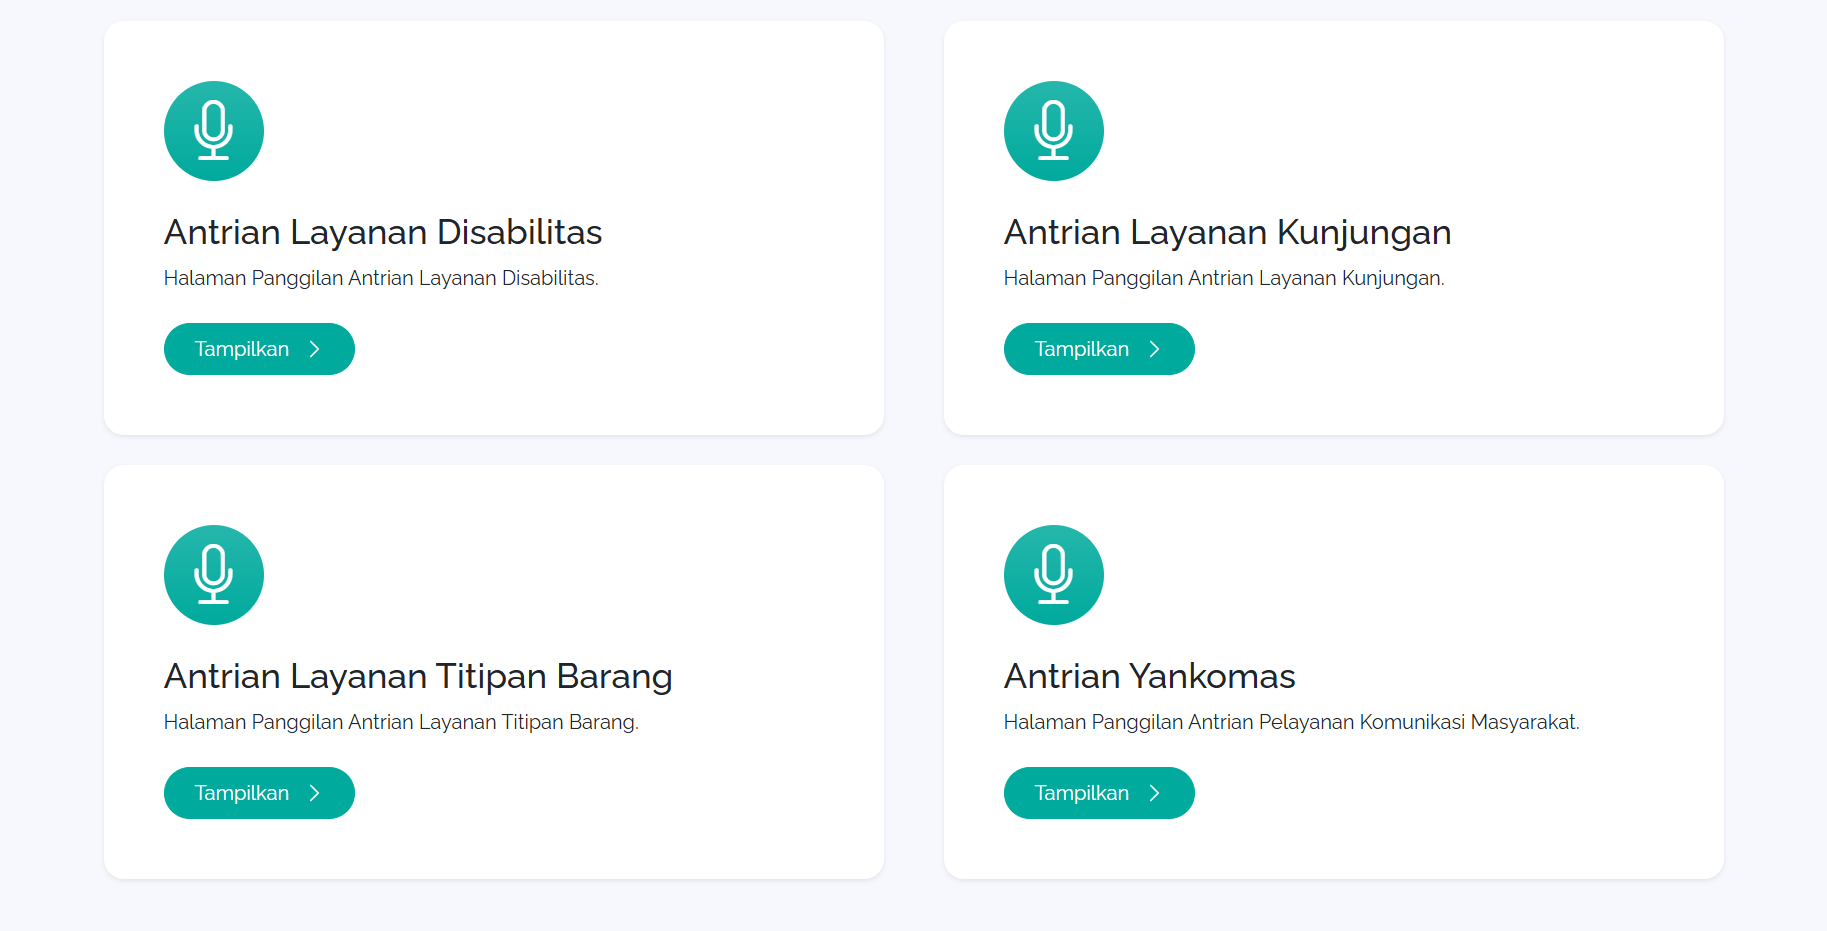 Antrian Layanan Disabilitas
Halaman Panggilan Antrian Layanan Disabilitas.
Tampilkan
Antrian Layanan Kunjungan
Halaman Panggilan Antrian Layanan Kunjungan.
Tampilkan
Antrian Layanan Titipan Barang
Halaman Panggilan Antrian Layanan Titipan Barang.
Tampilkan
Antrian Yankomas
Halaman Panggilan Antrian Pelayanan Komunikasi Masyarakat.
Tampilkan